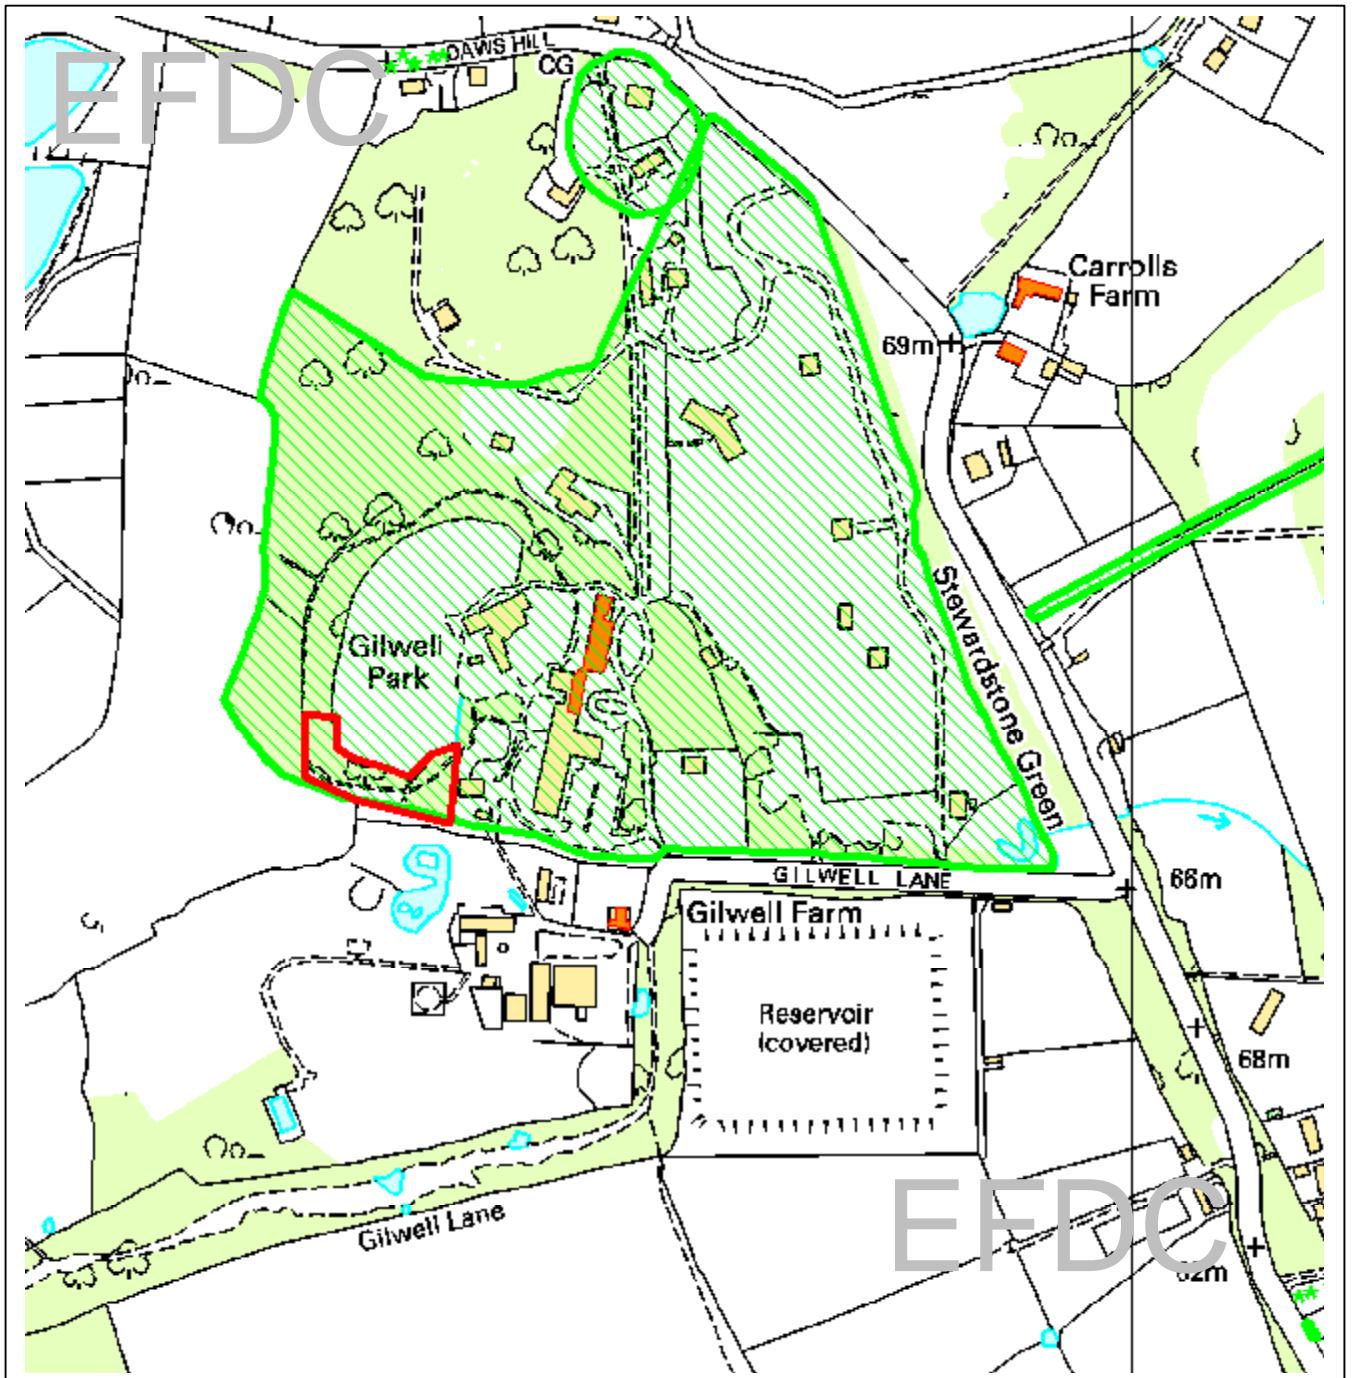 EFDC
DAWS HILL
CG
Carrolls
Farm
69m
Stewardstone Green
Gilwell
Park
GILWELL LANE
66m
Gilwell Farm
Reservoir
(covered)
68m
Gilwell Lane
EFDC
62m